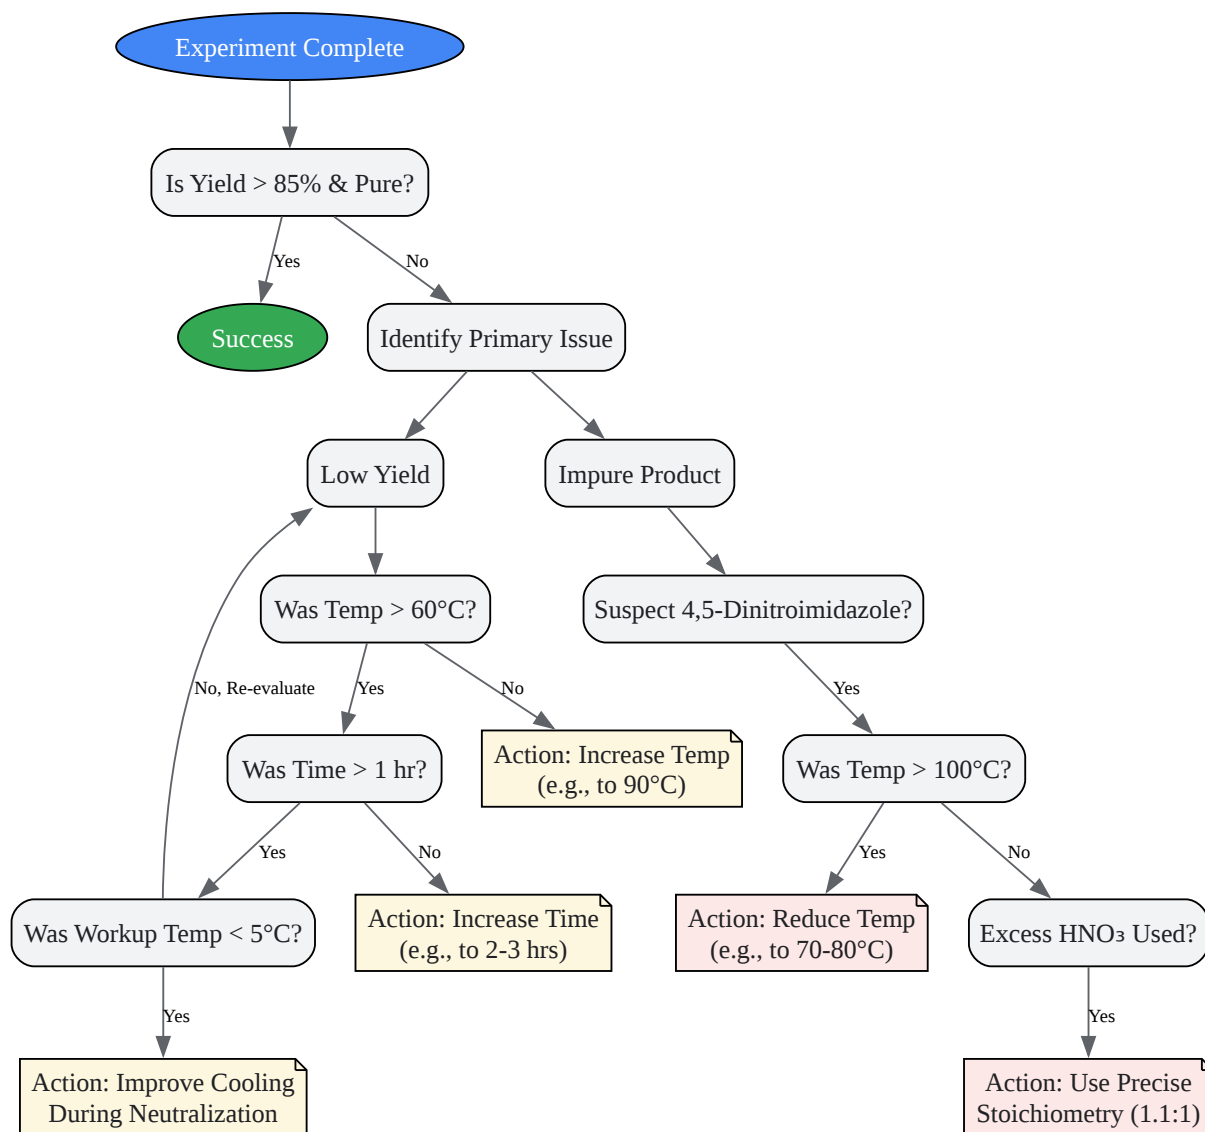 Experiment Complete
Is Yield > 85% & Pure?
Yes
No
Success
Identify Primary Issue
Low Yield
Impure Product
Was Temp > 60°C?
Suspect 4,5-Dinitroimidazole?
No, Re-evaluate
Yes
No
Yes
Was Time > 1 hr?
Action: Increase Temp
(e.g., to 90°C)
Was Temp > 100°C?
Yes
No
Yes
No
Was Workup Temp < 5°C?
Action: Increase Time
(e.g., to 2-3 hrs)
Action: Reduce Temp
(e.g., to 70-80°C)
Excess HNO₃ Used?
Yes
Yes
Action: Improve Cooling
During Neutralization
Action: Use Precise
Stoichiometry (1.1:1)